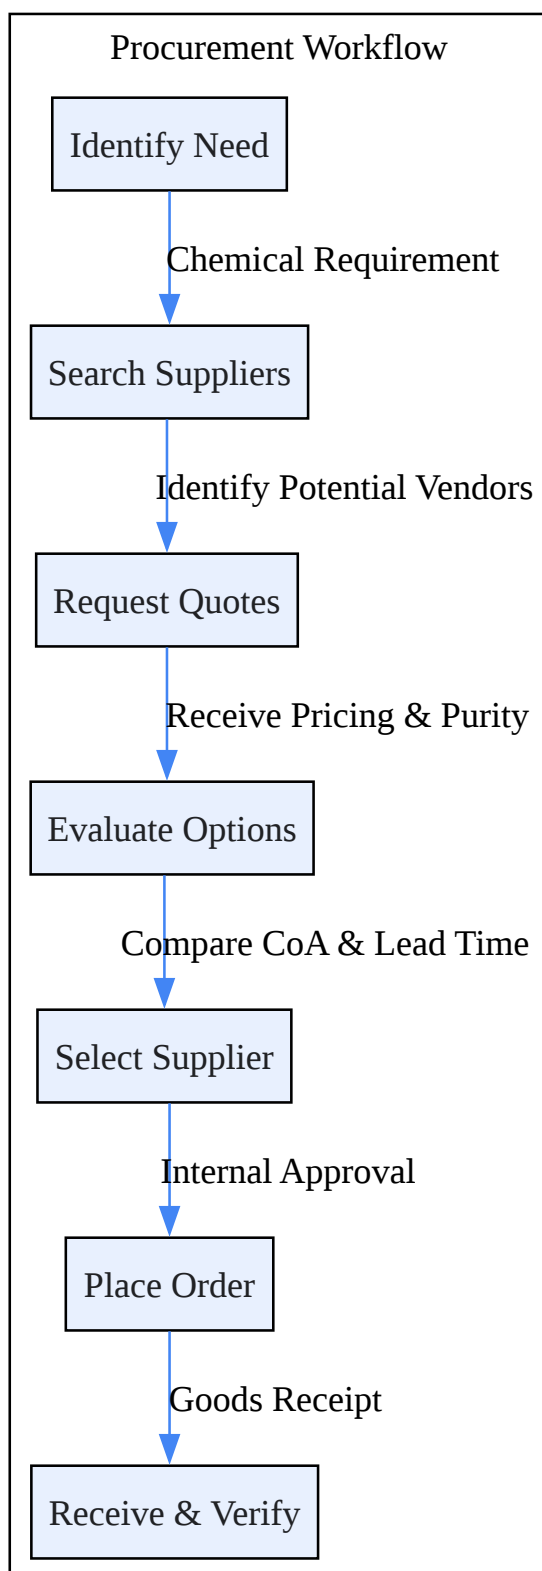 Procurement Workflow
Identify Need
Chemical Requirement
Search Suppliers
Identify Potential Vendors
Request Quotes
Receive Pricing & Purity
Evaluate Options
Compare CoA & Lead Time
Select Supplier
Internal Approval
Place Order
Goods Receipt
Receive & Verify